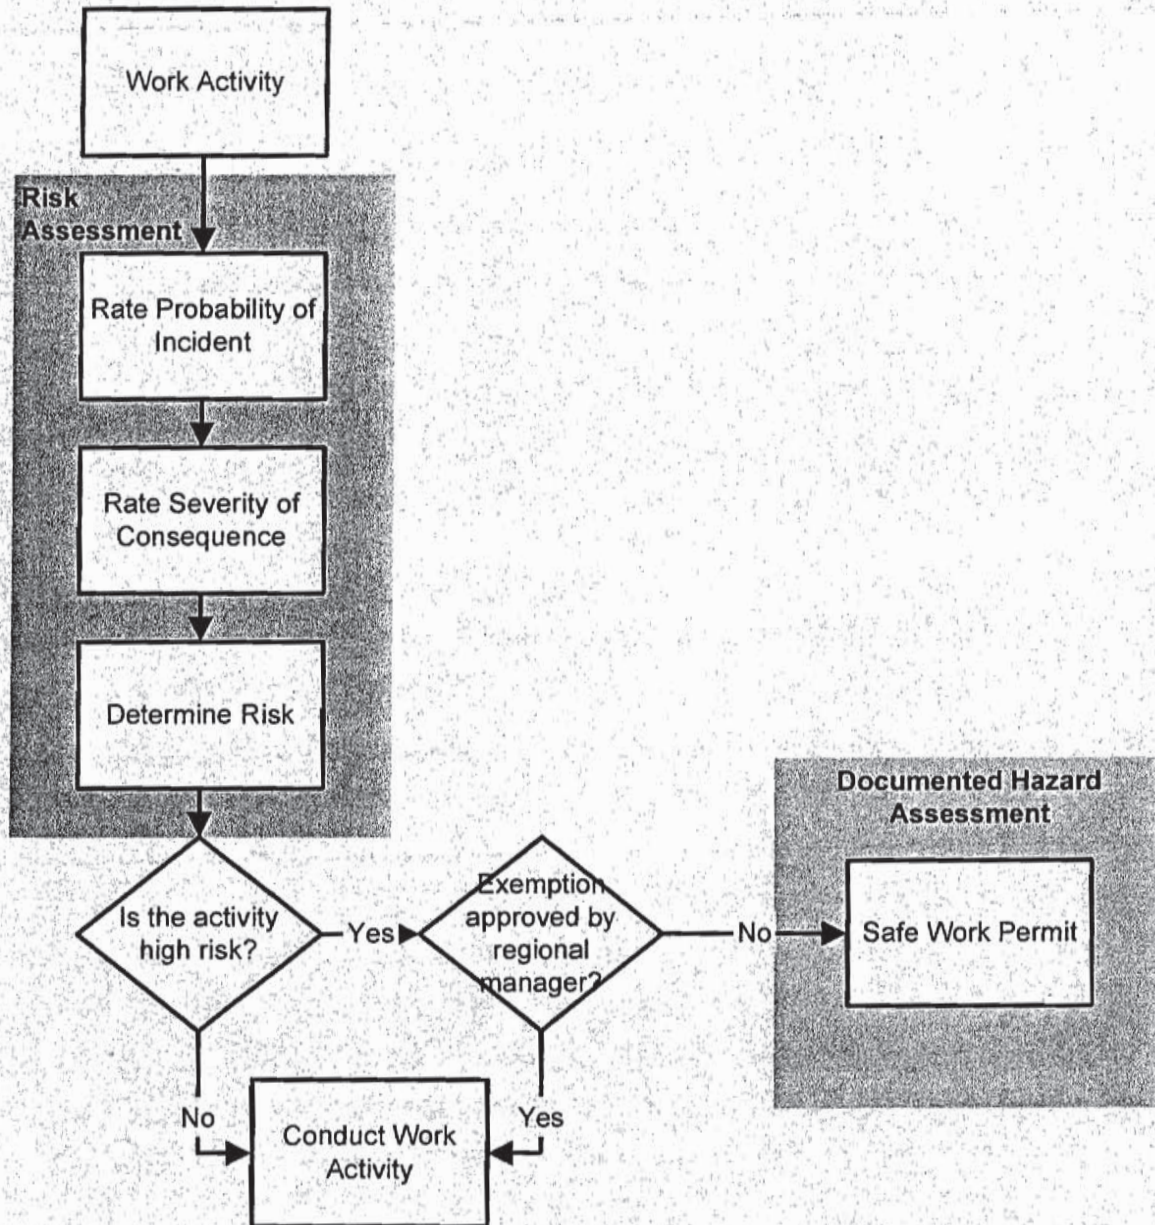 Work Activity
Risk
Assessment
Rate Probability of
Incident
Rate Severity of
Consequence
Determine Risk
Documented Hazard
Assessment
Is the activity
high risk?
Yes
Exemption
approved by
regional
manager?
No
Safe Work Permit
No
Yes
Conduct Work
Activity